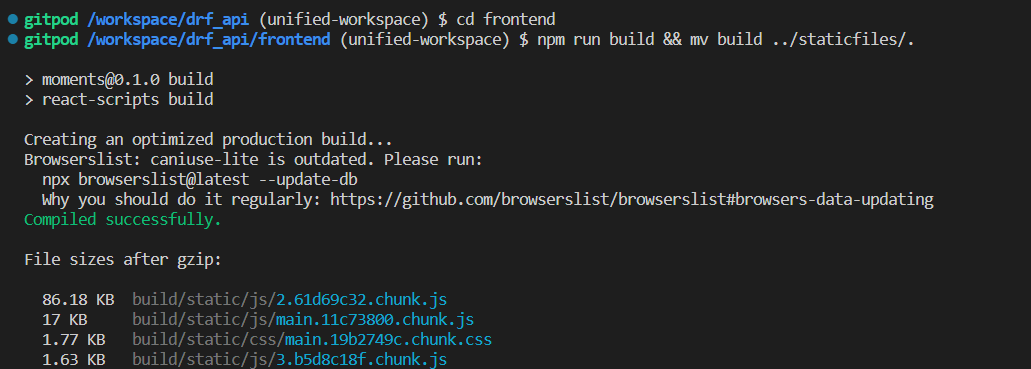 gitpod /workspace/drf_api (unified-workspace) $ cd frontend
gitpod /workspace/drf_api/frontend (unified-workspace) $ npm run build && mv build ../staticfiles/.
> moments@0.1.0 build
> react-scripts build
Creating an optimized production build...
Browserslist: caniuse-lite is outdated. Please run:
npx browserslist@latest --update-db
Why you should do it regularly: https://github.com/browserslist/browserslist#browsers-data-updating
Compiled successfully.
File sizes after gzip:
86.18 KB build/static/js/2.61d69c32.chunk.js
17 KB build/static/js/main.11c73800.chunk.js
1.77 KB build/static/css/main.19b2749c.chunk.css
1.63 KB build/static/js/3.b5d8c18f.chunk.js